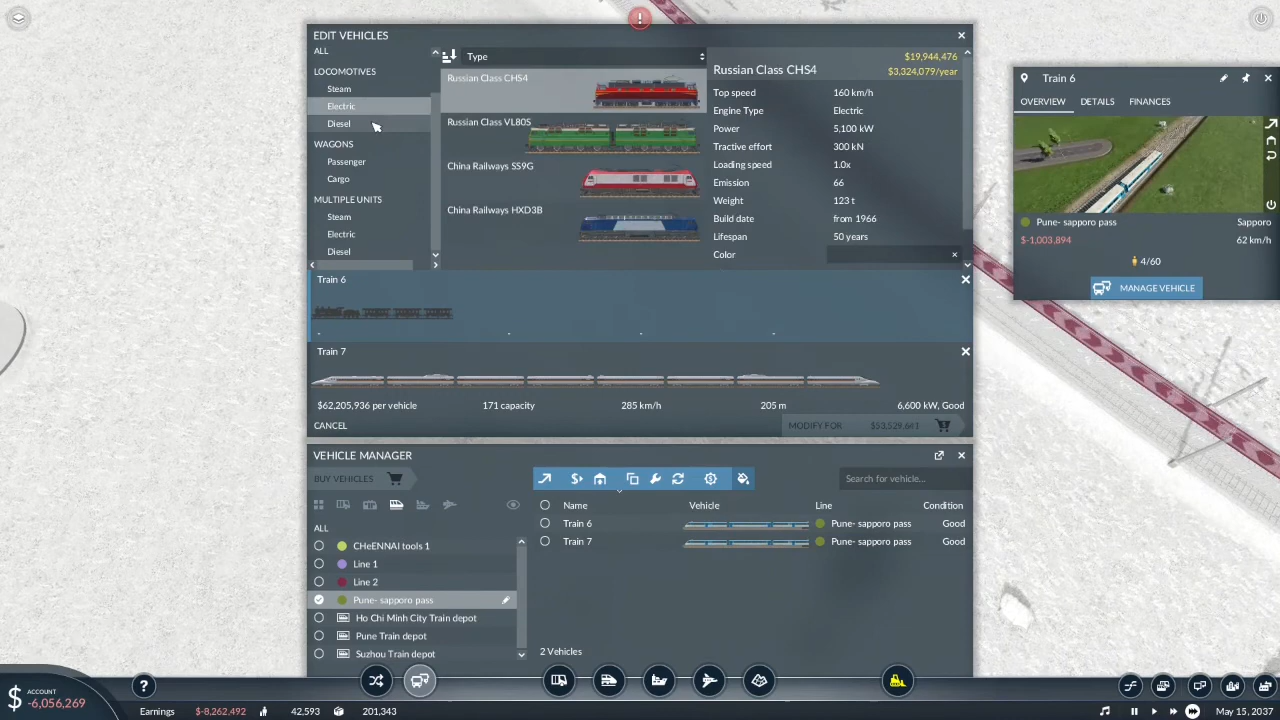 EDIT VEHICLES
ALL
LOCOMOTIVES
Steam
Electric
Diesel
WAGONS
Passenger
Cargo
MULTIPLE UNITS
Steam
Electric
Diesel
Type
Russian Class CHS4
Russian Class VL80S
China Railways SS9G
China Railways HXD3B
$19,944,476
Russian Class CHS4
$3,324,079/year
Top speed 160 km/h
Engine Type Electric
Power 5,100 kW
Tractive effort 300 kN
Loading speed 1.0x
Emission 66
Weight 123 t
Build date from 1966
Lifespan 50 years
Color
Train 6
- - - -
Train 7
$62,205,936 per vehicle 171 capacity 285 km/h 205 m 6,600 kW, Good
CANCEL
MODIFY FOR $53,529,641
Train 6
OVERVIEW DETAILS FINANCES
Pune- sapporo pass Sapporo
$-1,003,894 62 km/h
4/60
MANAGE VEHICLE
VEHICLE MANAGER
BUY VEHICLES
Search for vehicle...
ALL
CHeENNAI tools 1
Line 1
Line 2
Pune- sapporo pass
Ho Chi Minh City Train depot
Pune Train depot
Suzhou Train depot
Name Vehicle Line Condition
Train 6 Pune- sapporo pass Good
Train 7 Pune- sapporo pass Good
2 Vehicles
$ ACCOUNT
-6,056,269
?
Earnings $-8,262,492 42,593 201,343
May 15, 2037